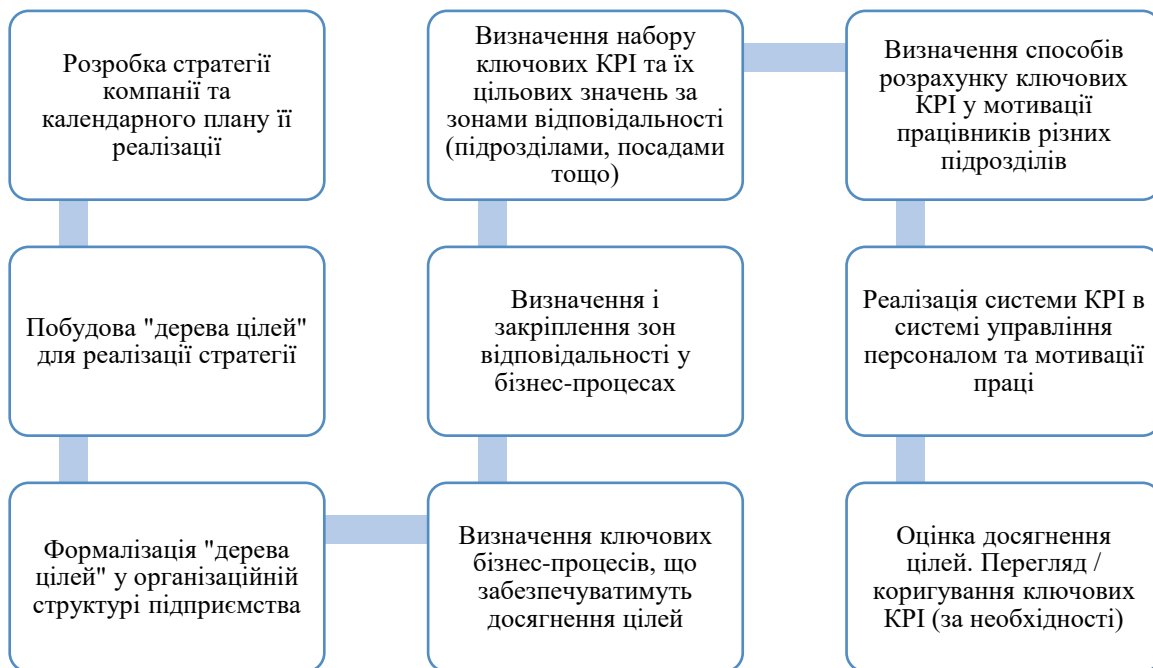 Розробка стратегії
компанії та
календарного плану її
реалізації
Побудова "дерева цілей"
для реалізації стратегії
Формалізація "дерева
цілей" у організаційній
структурі підприємства
Визначення ключових
бізнес-процесів, що
забезпечуватимуть
досягнення цілей
Визначення і
закріплення зон
відповідальності у
бізнес-процесах
Визначення набору
ключових КРІ та їх
цільових значень за
зонами відповідальності
(підрозділами, посадами
тощо)
Визначення способів
розрахунку ключових
КРІ у мотивації
працівників різних
підрозділів
Реалізація системи КРІ в
системі управління
персоналом та мотивації
праці
Оцінка досягнення
цілей. Перегляд /
коригування ключових
КРІ (за необхідності)